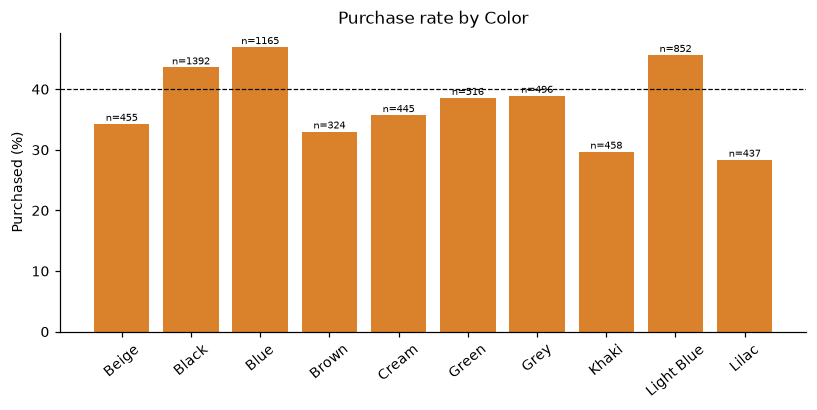 Purchase rate by Color
Purchased (%)
40
30
20
10
0
n=455
n=1392
n=1165
n=324
n=445
n=516
n=496
n=458
n=852
n=437
Beige
Black
Blue
Brown
Cream
Green
Grey
Khaki
Light Blue
Lilac